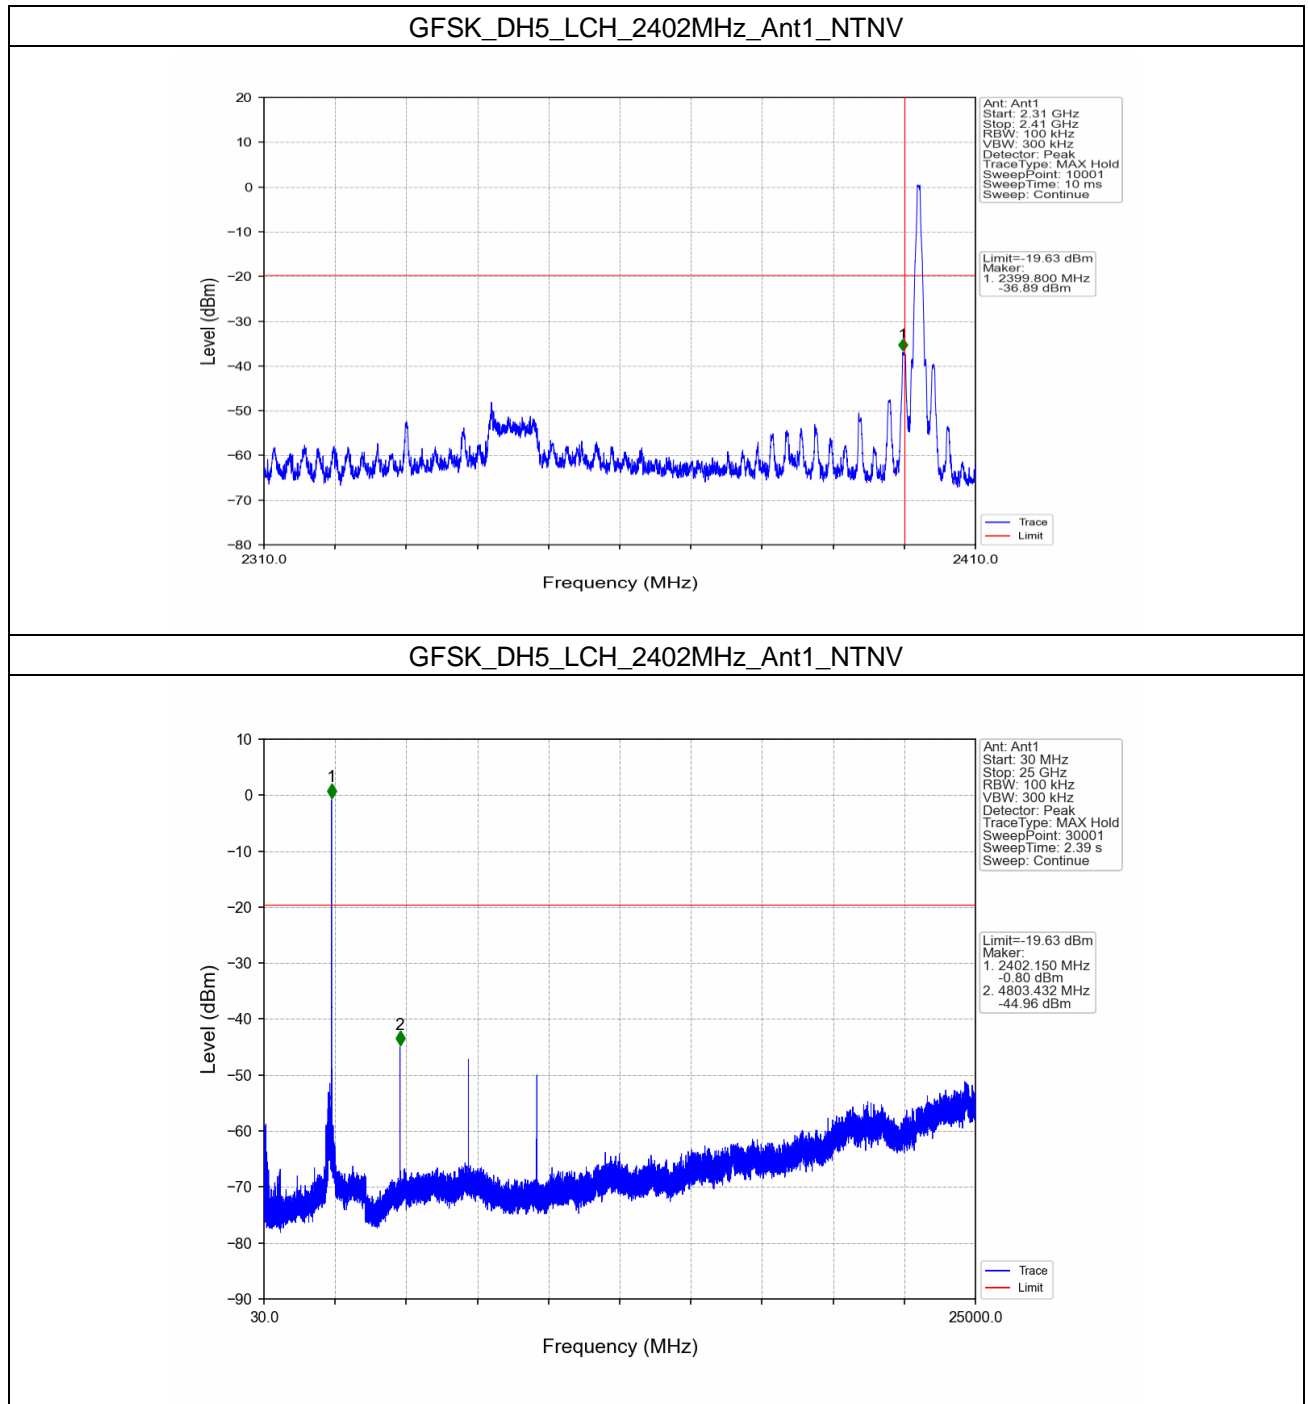 GFSK_DH5_LCH_2402MHz_Ant1_NTNV
20
10
0
−10
−20
−30
−40
−50
−60
−70
−80
Level (dBm)
1
2310.0
2410.0
Frequency (MHz)
Ant: Ant1
Start: 2.31 GHz
Stop: 2.41 GHz
RBW: 100 kHz
VBW: 300 kHz
Detector: Peak
TraceType: MAX Hold
SweepPoint: 10001
SweepTime: 10 ms
Sweep: Continue
Limit=-19.63 dBm
Maker:
1. 2399.800 MHz
-36.89 dBm
Trace
Limit
GFSK_DH5_LCH_2402MHz_Ant1_NTNV
10
0
−10
−20
−30
−40
−50
−60
−70
−80
−90
Level (dBm)
1
2
30.0
25000.0
Frequency (MHz)
Ant: Ant1
Start: 30 MHz
Stop: 25 GHz
RBW: 100 kHz
VBW: 300 kHz
Detector: Peak
TraceType: MAX Hold
SweepPoint: 30001
SweepTime: 2.39 s
Sweep: Continue
Limit=-19.63 dBm
Maker:
1. 2402.150 MHz
-0.80 dBm
2. 4803.432 MHz
-44.96 dBm
Trace
Limit